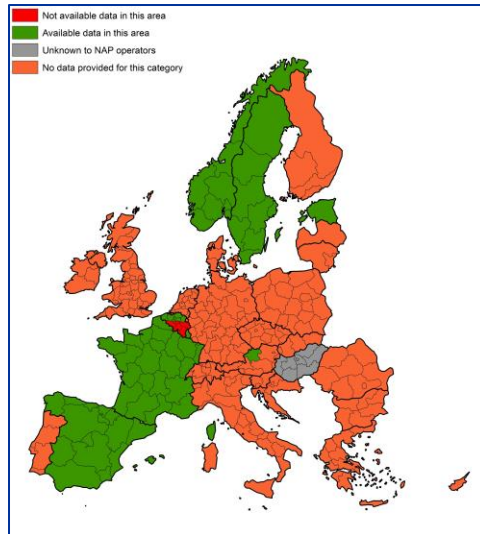 Not available data in this area
Available data in this area
Unknown to NAP operators
No data provided for this category